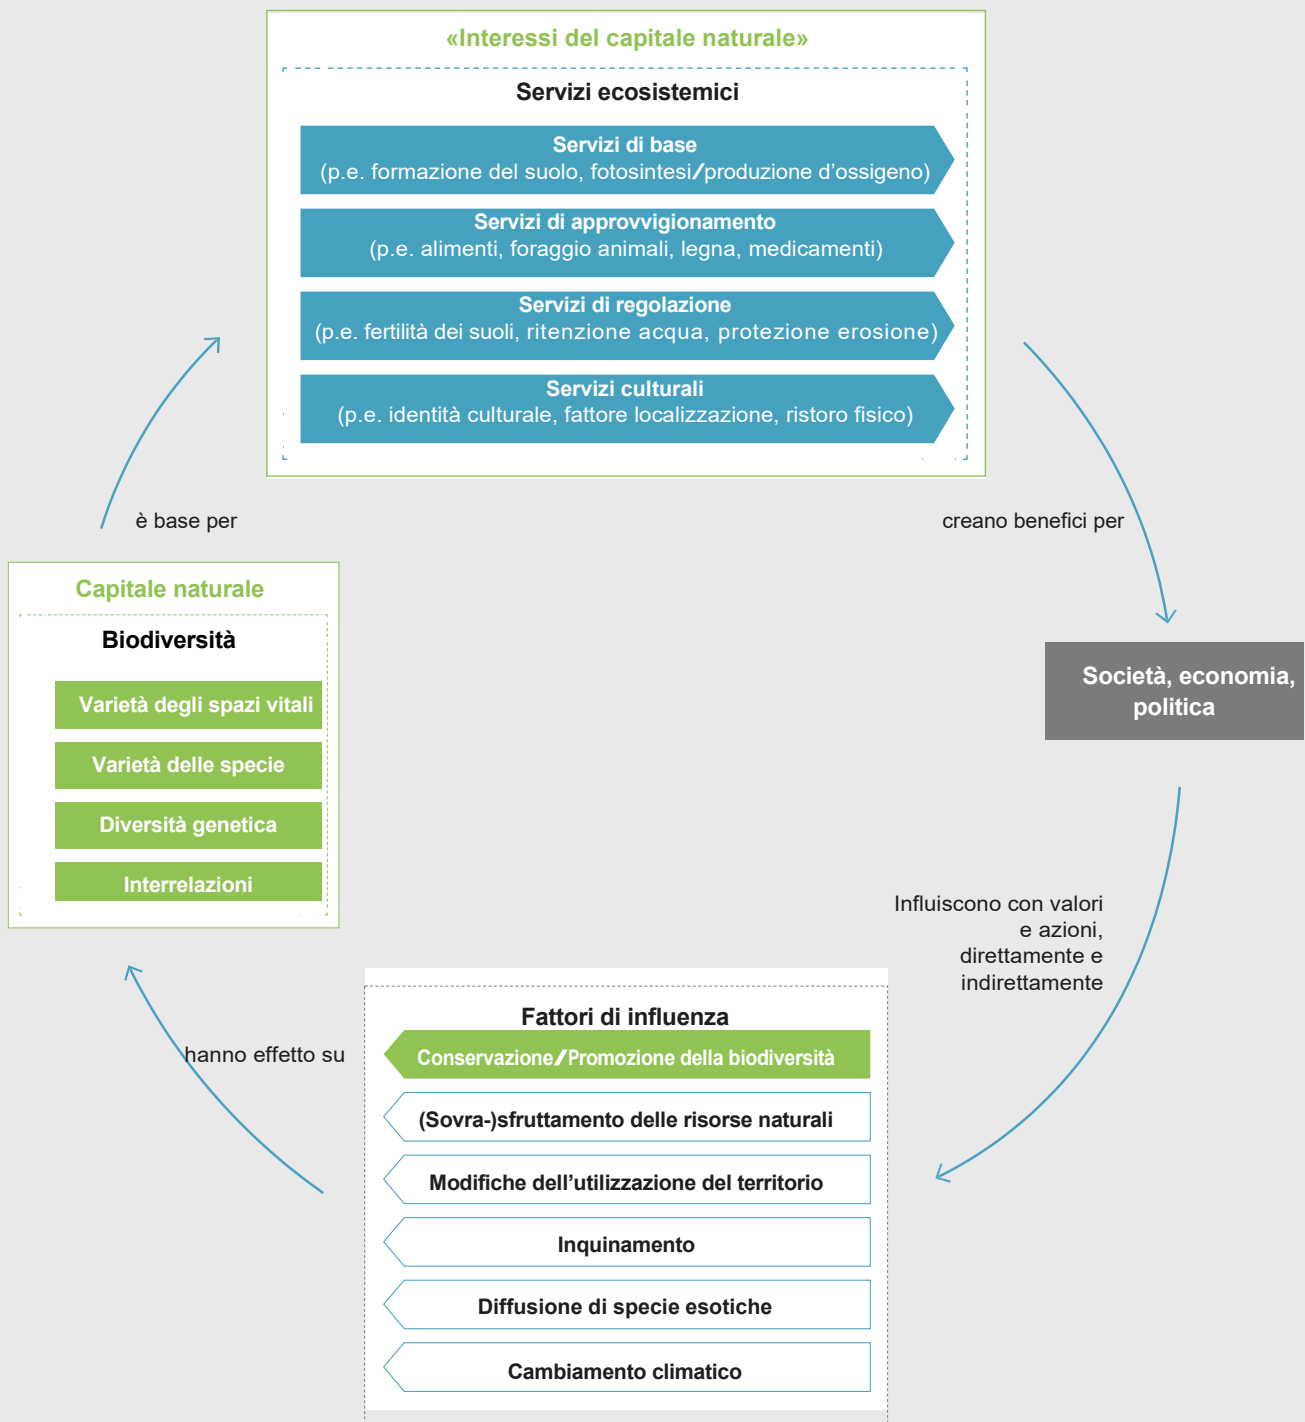 «Interessi del capitale naturale»
Servizi ecosistemici
Servizi di base
(p.e. formazione del suolo, fotosintesi/produzione d’ossigeno)
Servizi di approvvigionamento
(p.e. alimenti, foraggio animali, legna, medicamenti)
Servizi di regolazione
(p.e. fertilità dei suoli, ritenzione acqua, protezione erosione)
Servizi culturali
(p.e. identità culturale, fattore localizzazione, ristoro fisico)
è base per
creano benefici per
Capitale naturale
Biodiversità
Varietà degli spazi vitali
Varietà delle specie
Diversità genetica
Interrelazioni
Società, economia,
politica
Influiscono con valori
e azioni,
direttamente e
indirettamente
hanno effetto su
Fattori di influenza
Conservazione/Promozione della biodiversità
(Sovra-)sfruttamento delle risorse naturali
Modifiche dell’utilizzazione del territorio
Inquinamento
Diffusione di specie esotiche
Cambiamento climatico